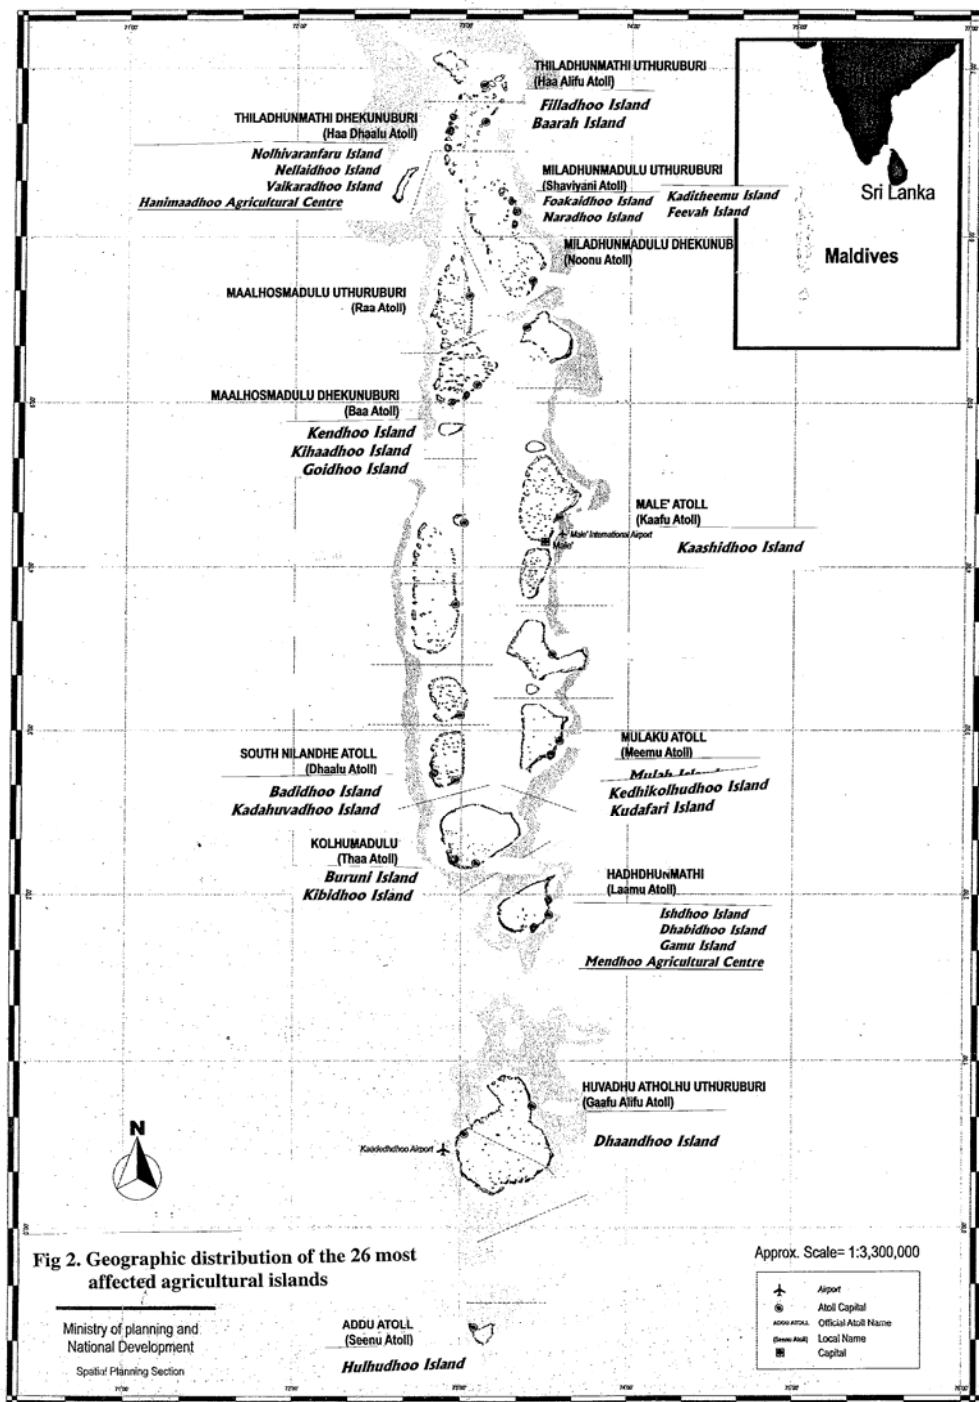 THILADHUNMATHI UTHURUBURI
(Haa Alifu Atoll)
Filladhoo Island
Baarah Island
THILADHUNMATHI DHEKUNUBURI
(Haa Dhaalu Atoll)
Nolhivaranfaru Island
Nellaidhoo Island
Vaikaradhoo Island
Hanimaadhoo Agricultural Centre
MILADHUNMADULU UTHURUBURI
(Shaviyani Atoll)
Foakaidhoo Island
Naradhoo Island
Kaditheemu Island
Feevah Island
MILADHUNMADULU DHEKUNUB
(Noonu Atoll)
Sri Lanka
Maldives
MAALHOSMADULU UTHURUBURI
(Raa Atoll)
MAALHOSMADULU DHEKUNUBURI
(Baa Atoll)
Kendhoo Island
Kihaadhoo Island
Goidhoo Island
MALE' ATOLL
(Kaafu Atoll)
Male' International Airport
Male'
Kaashidhoo Island
SOUTH NILANDHE ATOLL
(Dhaalu Atoll)
Badidhoo Island
Kadahuvadhoo Island
MULAKU ATOLL
(Meemu Atoll)
Mulah Island
Kedhikolhudhoo Island
Kudafari Island
KOLHUMADULU
(Thaa Atoll)
Buruni Island
Kibidhoo Island
HADHDHUNMATHI
(Laamu Atoll)
Ishdhoo Island
Dhabidhoo Island
Gamu Island
Mendhoo Agricultural Centre
HUVADHU ATHOLHU UTHURUBURI
(Gaafu Alifu Atoll)
Dhaandhoo Island
Kaadedhdhoo Airport
N
Fig 2. Geographic distribution of the 26 most
affected agricultural islands
Ministry of planning and
National Development
Spatial Planning Section
ADDU ATOLL
(Seenu Atoll)
Hulhudhoo Island
Approx. Scale= 1:3,300,000
Airport
Atoll Capital
ADDU ATOLL Official Atoll Name
(Seenu Atoll) Local Name
Capital